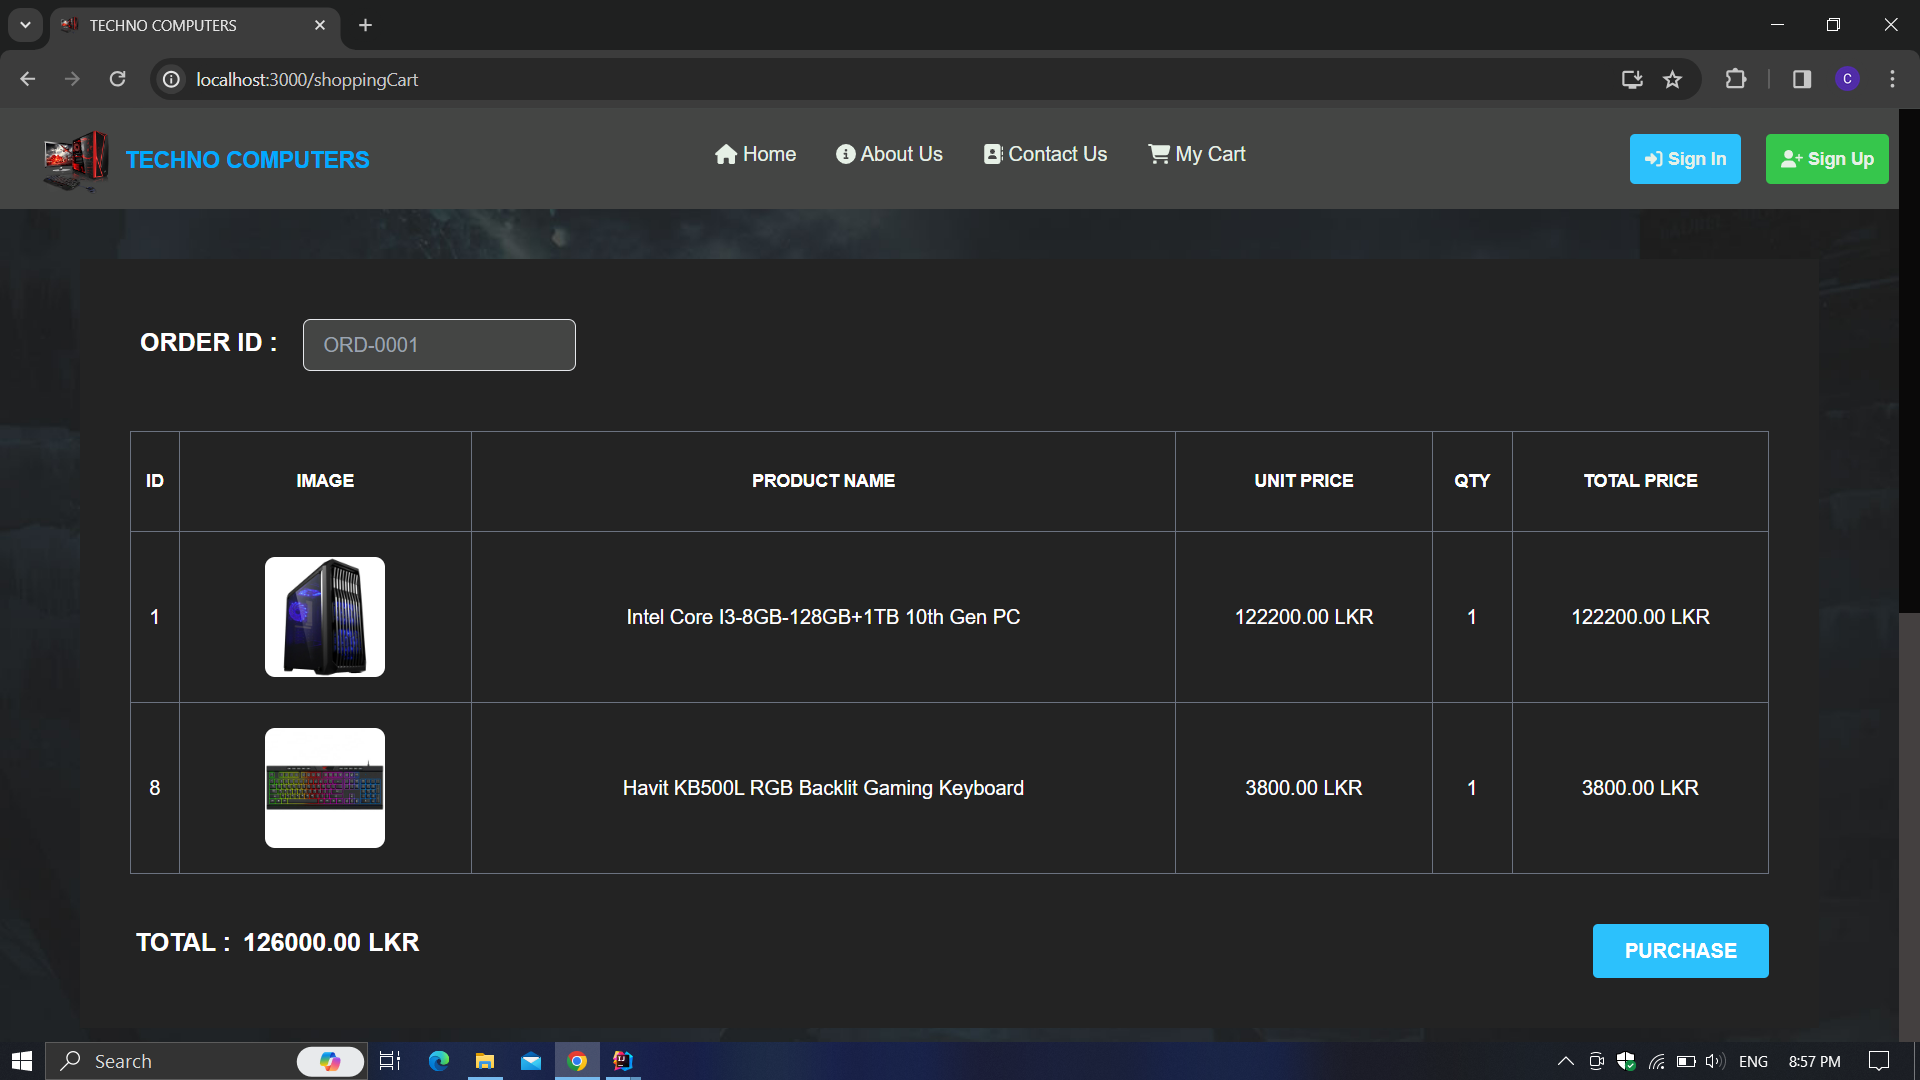 TECHNO COMPUTERS
localhost:3000/shoppingCart
C
TECHNO COMPUTERS
Home
About Us
Contact Us
My Cart
Sign In
Sign Up
ORDER ID :
ORD-0001
ID IMAGE PRODUCT NAME UNIT PRICE QTY TOTAL PRICE
1 Intel Core I3-8GB-128GB+1TB 10th Gen PC 122200.00 LKR 1 122200.00 LKR
8 Havit KB500L RGB Backlit Gaming Keyboard 3800.00 LKR 1 3800.00 LKR
TOTAL : 126000.00 LKR
PURCHASE
Search
ENG
8:57 PM